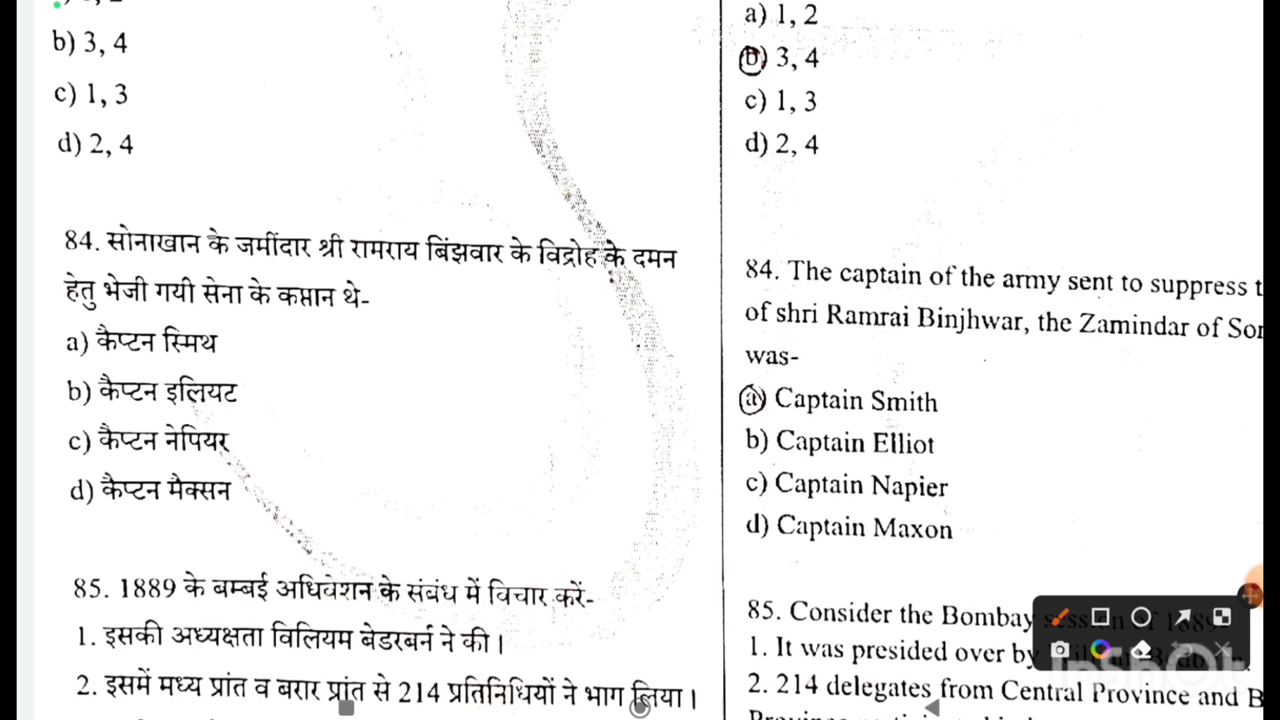 b) 3, 4
c) 1, 3
d) 2, 4
84. सोनाखान के जमींदार श्री रामराय बिंझवार के विद्रोह के दमन
हेतु भेजी गयी सेना के कप्तान थे-
a) कैप्टन स्मिथ
b) कैप्टन इलियट
c) कैप्टन नेपियर
d) कैप्टन मैक्सन
85. 1889 के बम्बई अधिवेशन के संबंध में विचार करें-
1. इसकी अध्यक्षता विलियम बेडरबर्न ने की।
2. इसमें मध्य प्रांत व बरार प्रांत से 214 प्रतिनिधियों ने भाग लिया।
a) 1, 2
b) 3, 4
c) 1, 3
d) 2, 4
84. The captain of the army sent to suppress t
of shri Ramrai Binjhwar, the Zamindar of Sor
was-
a) Captain Smith
b) Captain Elliot
c) Captain Napier
d) Captain Maxon
85. Consider the Bombay
1. It was presided over by
2. 214 delegates from Central Province and B
InShot